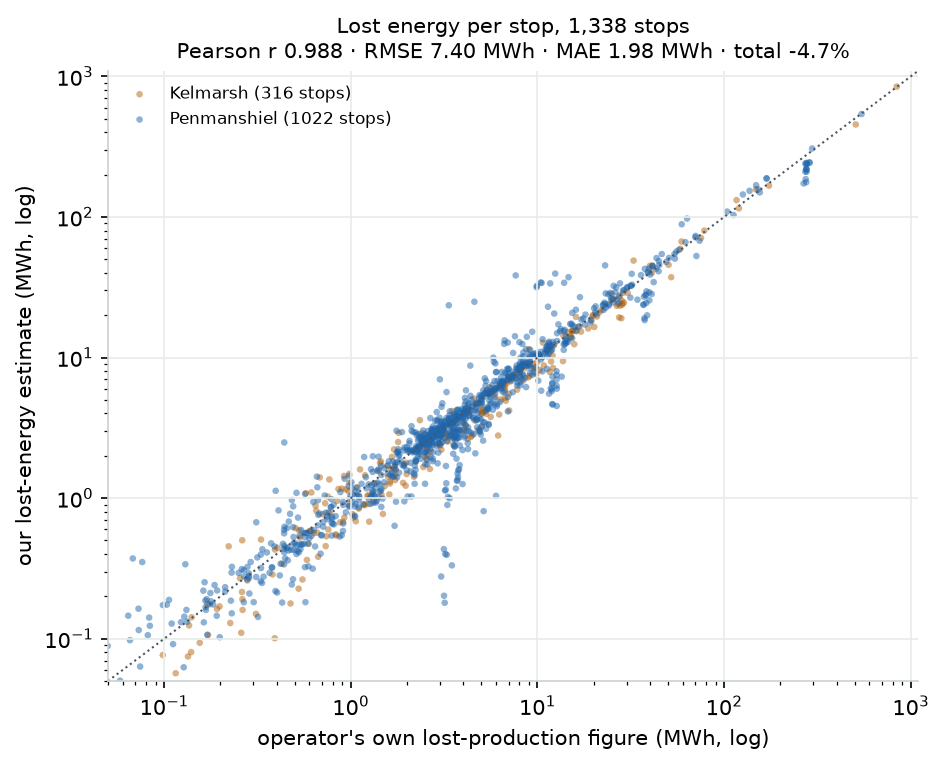 Lost energy per stop, 1,338 stops
Pearson r 0.988 · RMSE 7.40 MWh · MAE 1.98 MWh · total -4.7%
Kelmarsh (316 stops)
Penmanshiel (1022 stops)
our lost-energy estimate (MWh, log)
10³
10²
10¹
10⁰
10⁻¹
10⁻¹ 10⁰ 10¹ 10² 10³
operator's own lost-production figure (MWh, log)